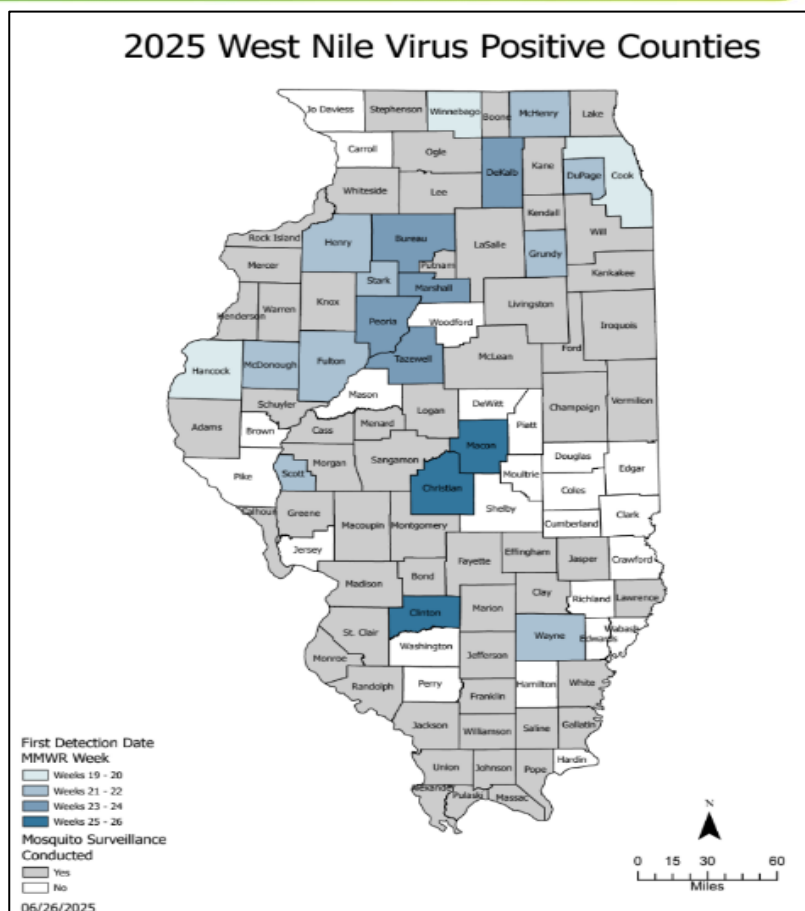 2025 West Nile Virus Positive Counties
Jo Daviess
Stephenson
Winnebago
Boone
McHenry
Lake
Carroll
Ogle
DeKalb
Kane
DuPage
Cook
Whiteside
Lee
Kendall
Will
Rock Island
Henry
Bureau
LaSalle
Grundy
Putnam
Kankakee
Mercer
Stark
Marshall
Knox
Henderson
Warren
Peoria
Woodford
Livingston
Iroquois
Ford
Hancock
McDonough
Fulton
Tazewell
McLean
Mason
Schuyler
Logan
DeWitt
Piatt
Champaign
Vermilion
Adams
Brown
Cass
Menard
Macon
Pike
Scott
Morgan
Sangamon
Christian
Moultrie
Douglas
Edgar
Coles
Shelby
Calhoun
Greene
Macoupin
Montgomery
Cumberland
Clark
Jersey
Fayette
Effingham
Jasper
Crawford
Madison
Bond
Clay
Richland
Lawrence
Clinton
Marion
Wayne
Edwards
Wabash
St. Clair
Washington
Jefferson
Monroe
Randolph
Perry
Franklin
Hamilton
White
Jackson
Williamson
Saline
Gallatin
Union
Johnson
Pope
Hardin
Alexander
Pulaski
Massac
First Detection Date
MMWR Week
Weeks 19 - 20
Weeks 21 - 22
Weeks 23 - 24
Weeks 25 - 26
Mosquito Surveillance
Conducted
Yes
No
06/26/2025
N
0 15 30 60
Miles